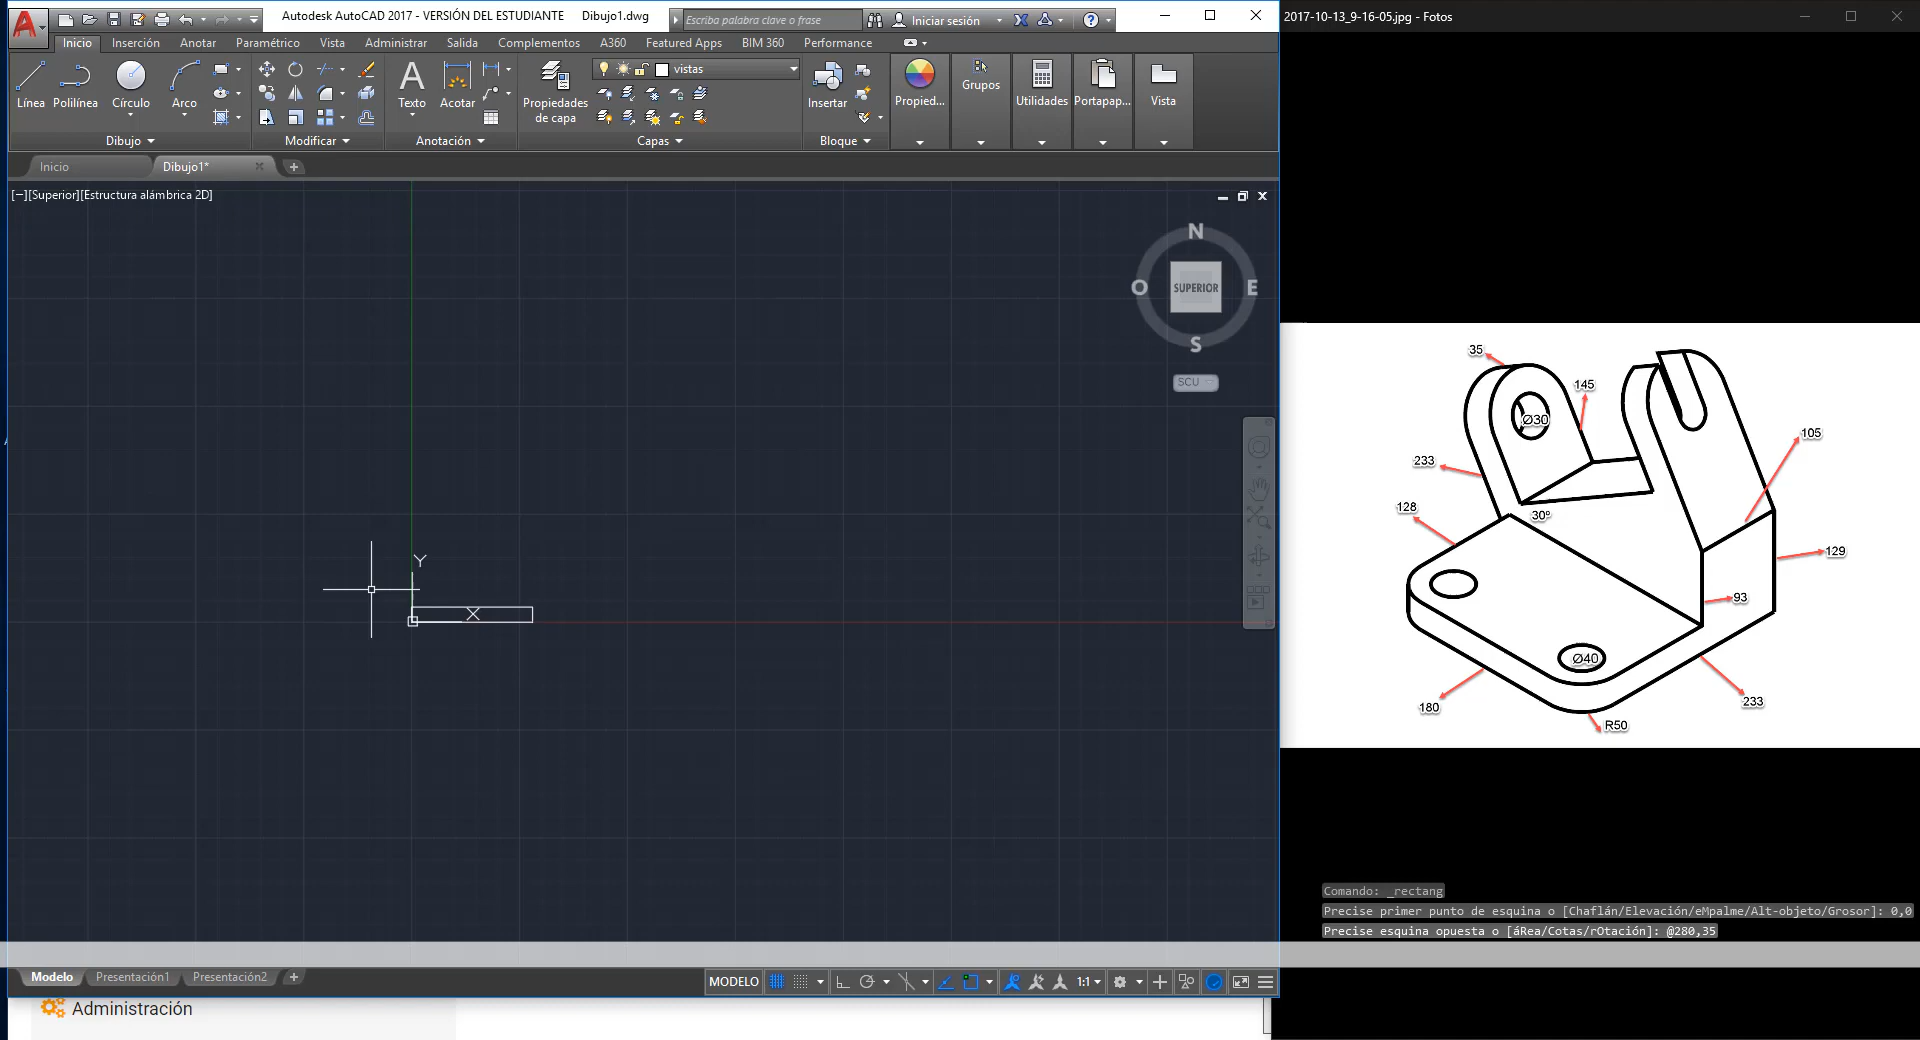 Autodesk AutoCAD 2017 - VERSIÓN DEL ESTUDIANTE Dibujo1.dwg
Escriba palabra clave o frase
Iniciar sesión
2017-10-13_9-16-05.jpg - Fotos
Inicio Inserción Anotar Paramétrico Vista Administrar Salida Complementos A360 Featured Apps BIM 360 Performance
vistas
Línea Polilínea Círculo Arco
Texto Acotar
Propiedades de capa
Insertar
Propied...
Grupos
Utilidades
Portapap...
Vista
Dibujo Modificar Anotación Capas Bloque
Inicio Dibujo1*
[−][Superior][Estructura alámbrica 2D]
N
O SUPERIOR E
S
SCU
Y
X
35
145
Ø30
105
233
128
30º
129
93
Ø40
180
233
R50
Comando: _rectang
Precise primer punto de esquina o [Chaflán/Elevación/eMpalme/Alt-objeto/Grosor]: 0,0
Precise esquina opuesta o [áRea/Cotas/rOtación]: @280,35
Modelo Presentación1 Presentación2
MODELO
1:1
Administración